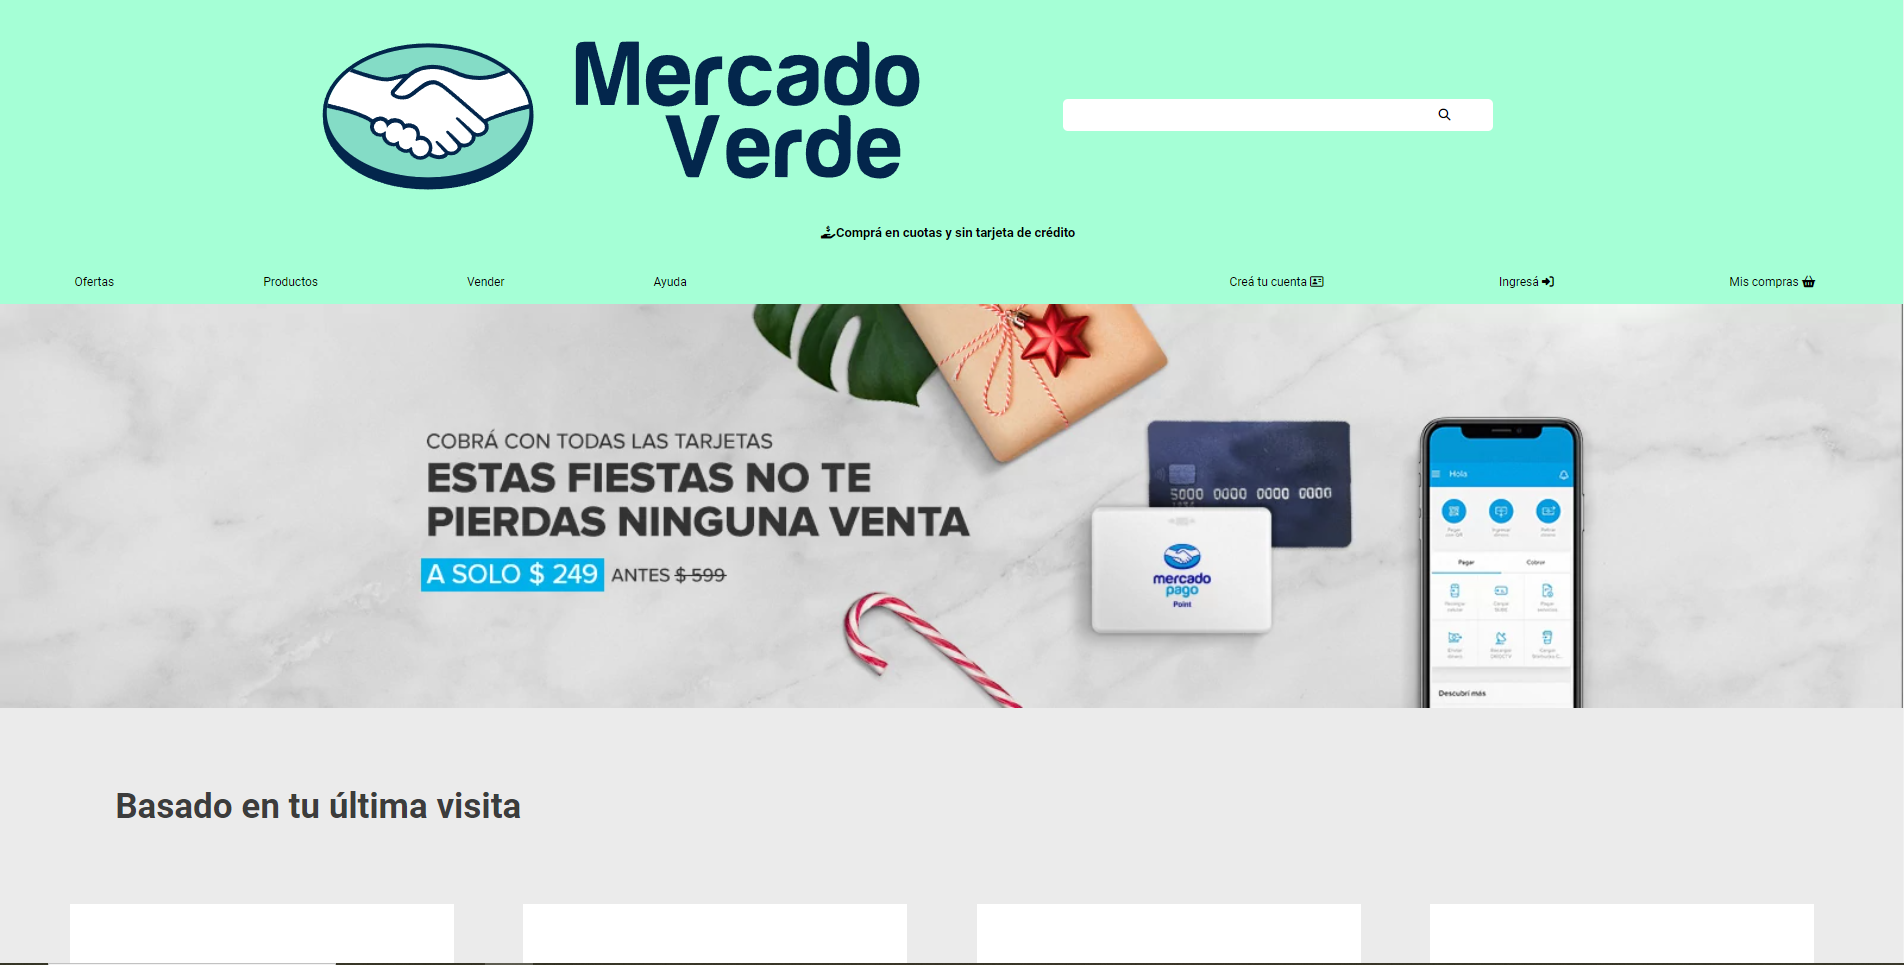 Mercado
Verde
Comprá en cuotas y sin tarjeta de crédito
Ofertas
Productos
Vender
Ayuda
Creá tu cuenta
Ingresá
Mis compras
COBRÁ CON TODAS LAS TARJETAS
ESTAS FIESTAS NO TE
PIERDAS NINGUNA VENTA
A SOLO $ 249 ANTES $ 599
5000 0000 0000 0000
mercado
pago
Point
Hola
Pagar
Cobrar
Descubrí más
Basado en tu última visita